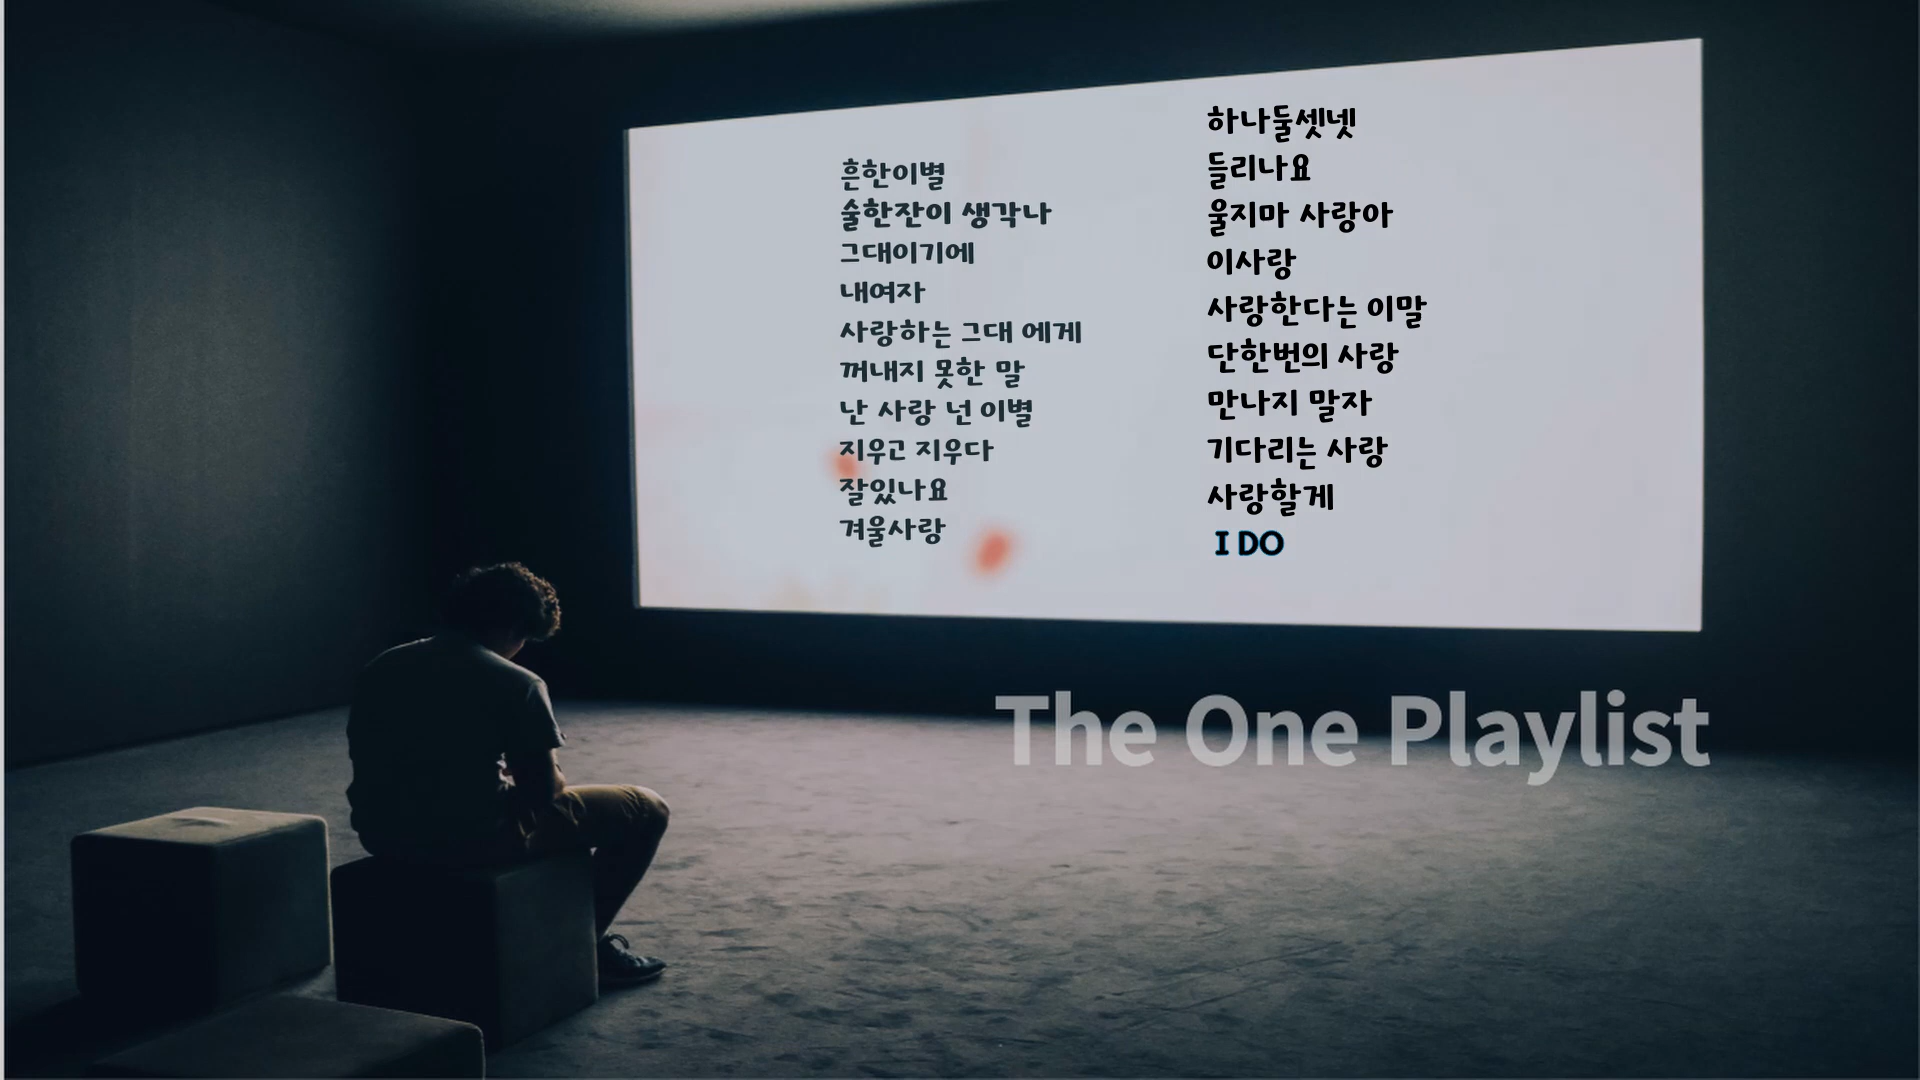 흔한이별
술한잔이 생각나
그대이기에
내여자
사랑하는 그대 에게
꺼내지 못한 말
난 사랑 넌 이별
지우고 지우다
잘있나요
겨울사랑
하나둘셋넷
들리나요
울지마 사랑아
이사랑
사랑한다는 이말
단한번의 사랑
만나지 말자
기다리는 사랑
사랑할게
I DO
The One Playlist